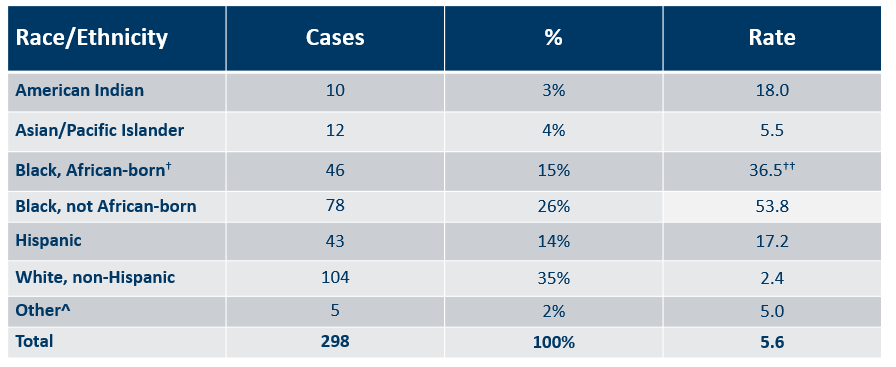 Race/Ethnicity Cases % Rate
American Indian 10 3% 18.0
Asian/Pacific Islander 12 4% 5.5
Black, African-born† 46 15% 36.5††
Black, not African-born 78 26% 53.8
Hispanic 43 14% 17.2
White, non-Hispanic 104 35% 2.4
Other^ 5 2% 5.0
Total 298 100% 5.6